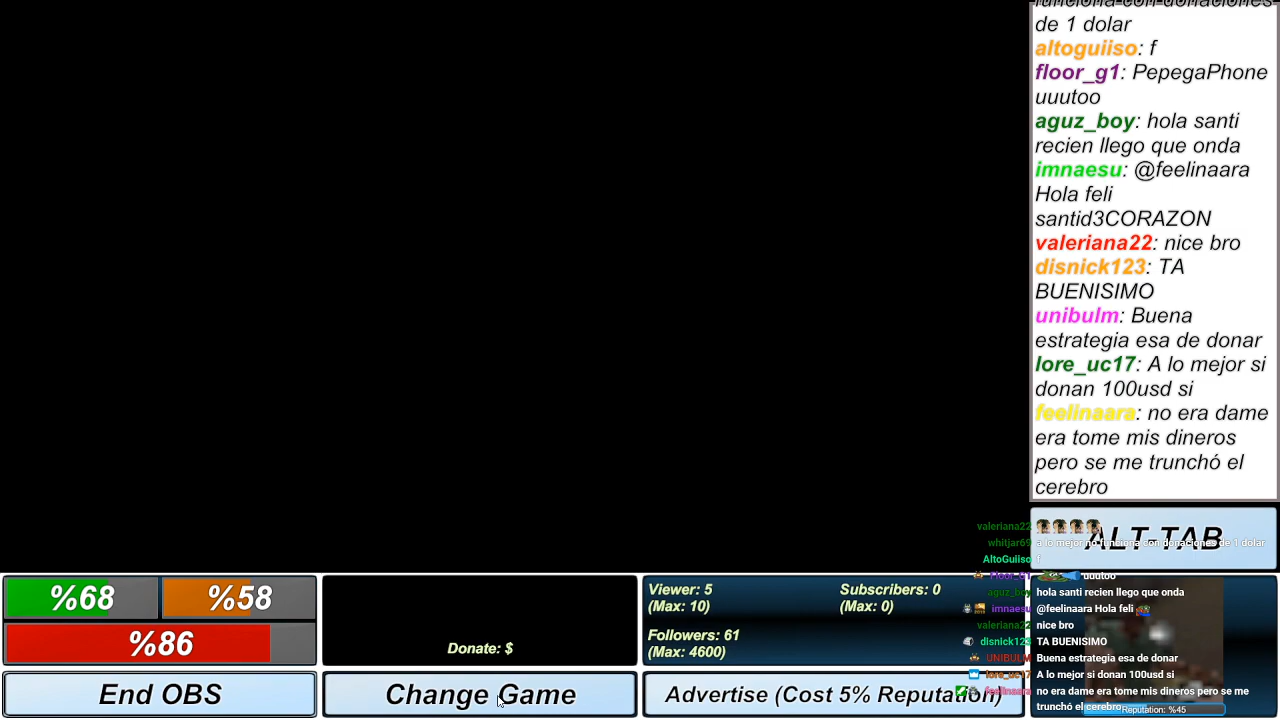 funciona con donaciones
de 1 dolar
altoguiiso: f
floor_g1: PepegaPhone
uuutoo
aguz_boy: hola santi
recien llego que onda
imnaesu: @feelinaara
Hola feli
santid3CORAZON
valeriana22: nice bro
disnick123: TA
BUENISIMO
unibulm: Buena
estrategia esa de donar
lore_uc17: A lo mejor si
donan 100usd si
feelinaara: no era dame
era tome mis dineros
pero se me trunchó el
cerebro
ALT TAB
valeriana22
whitjar69 a lo mejor no funciona con donaciones de 1 dolar
AltoGuiiso f
Floor_G1 uuutoo
aguz_boy hola santi recien llego que onda
imnaesu @feelinaara Hola feli
valeriana22 nice bro
disnick123 TA BUENISIMO
UNIBULM Buena estrategia esa de donar
lore_uc17 A lo mejor si donan 100usd si
feelinaara no era dame era tome mis dineros pero se me
trunchó el cerebro
Reputation: %45
%68
%58
%86
Donate: $
Viewer: 5
(Max: 10)
Subscribers: 0
(Max: 0)
Followers: 61
(Max: 4600)
End OBS
Change Game
Advertise (Cost 5% Reputation)